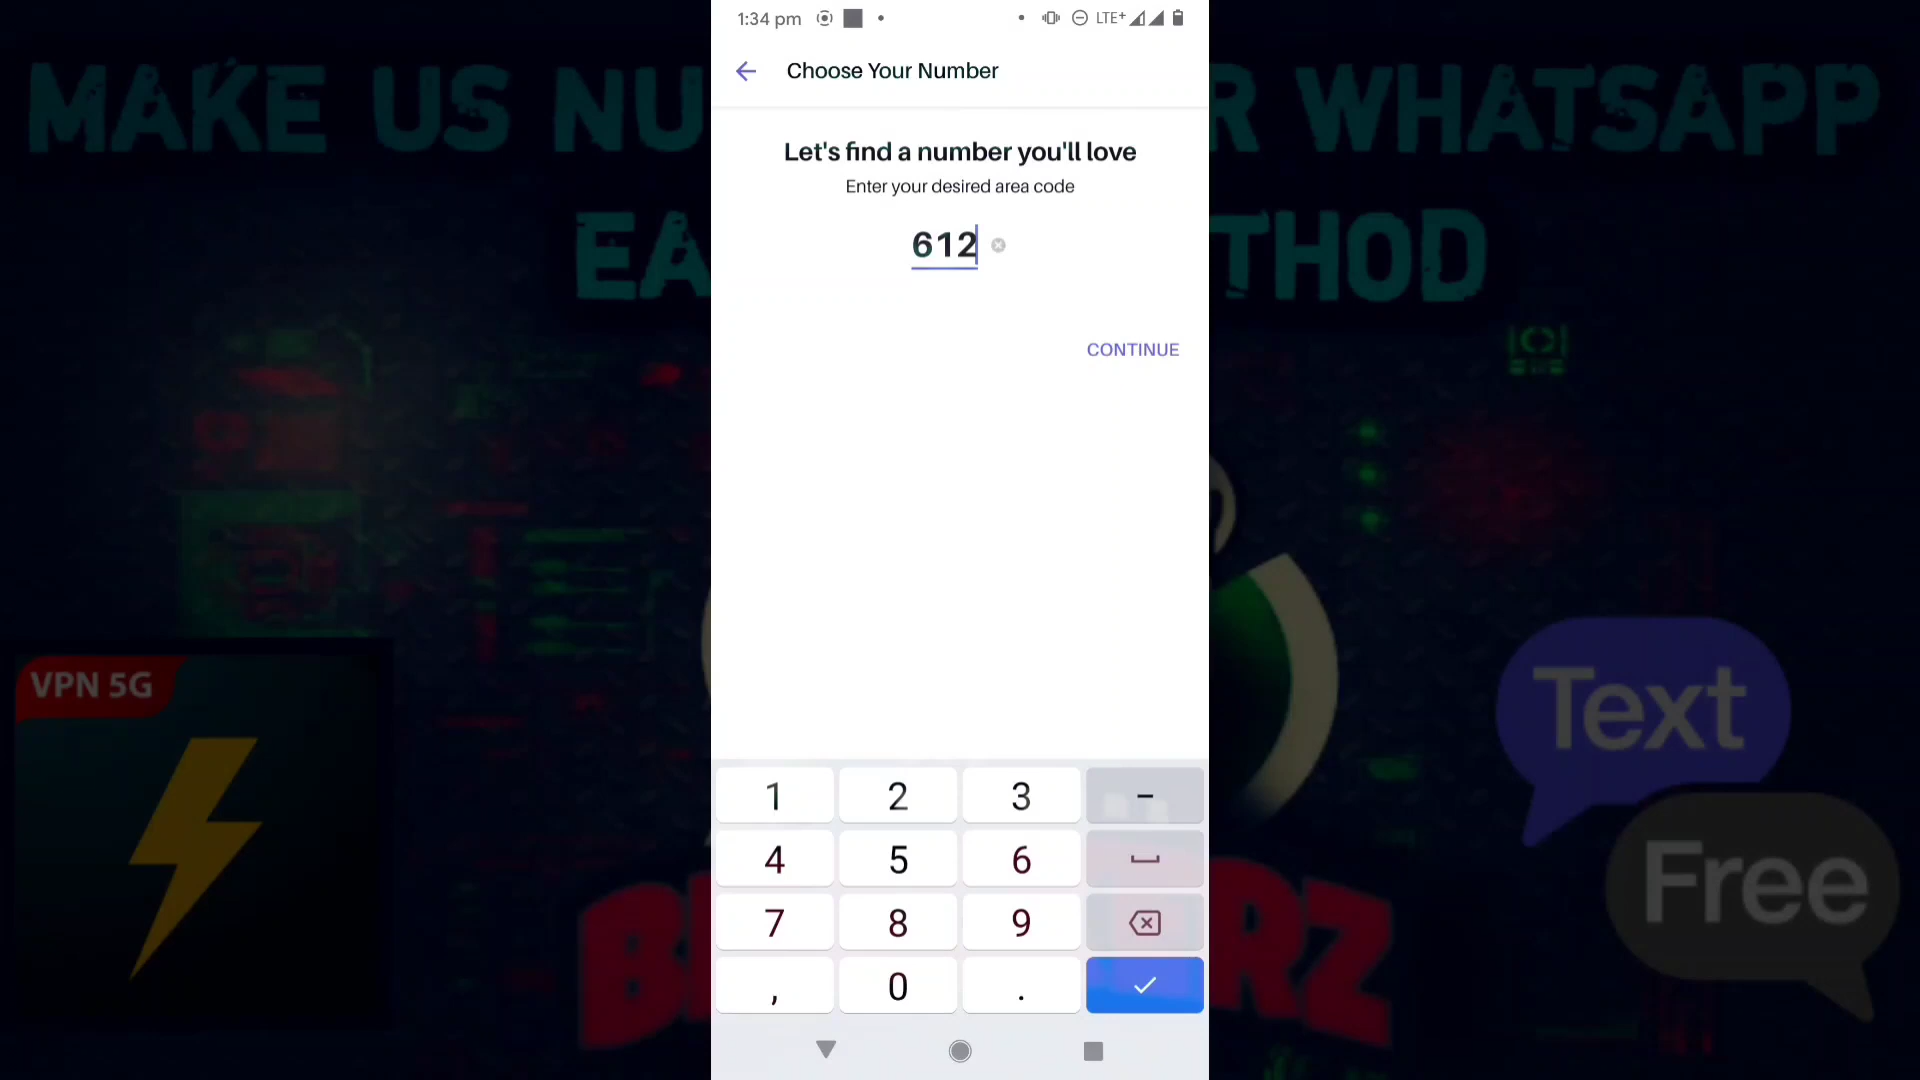 1:34 pm
LTE+
Choose Your Number
MAKE US NU
R WHATSAPP
Let's find a number you'll love
Enter your desired area code
EA
THOD
612
CONTINUE
VPN 5G
Text
Free
1 2 3 -
4 5 6
7 8 9
, 0 .
RZ